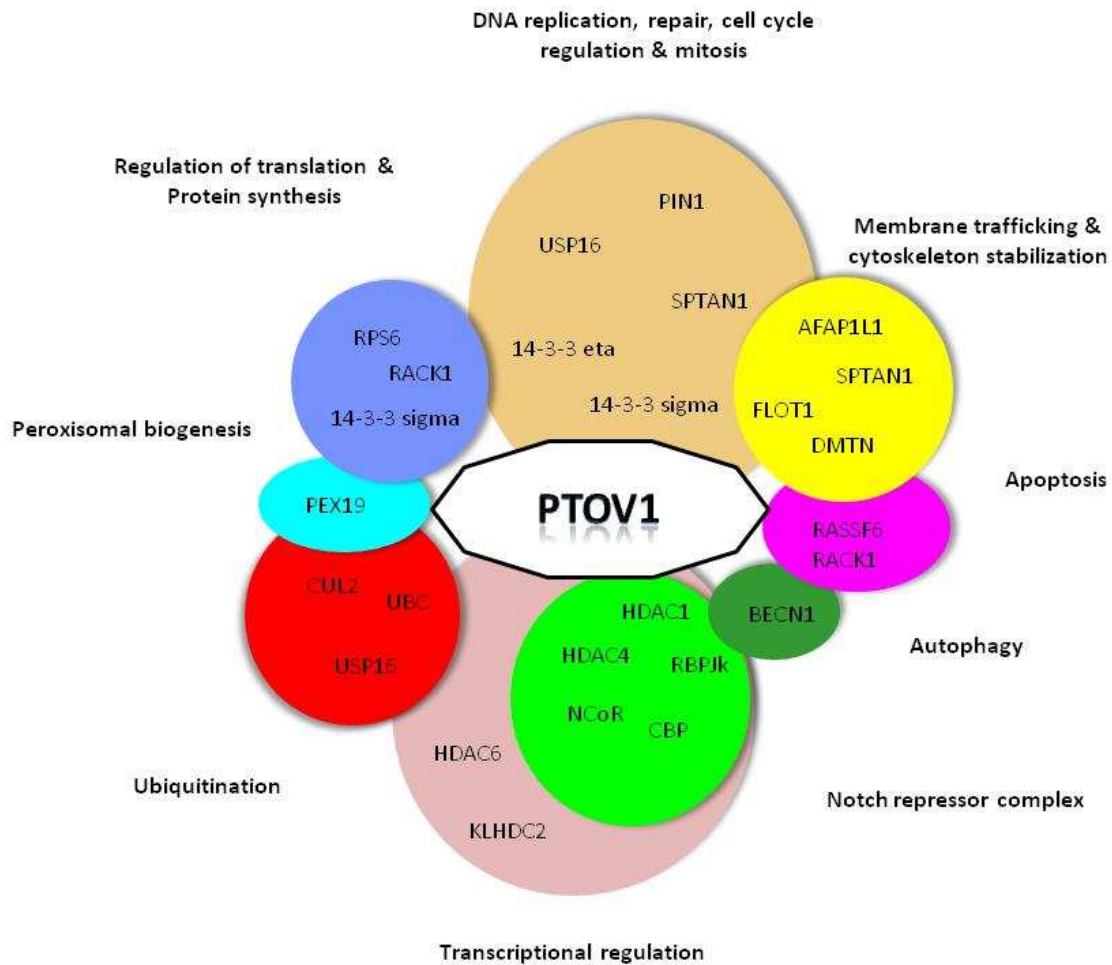 DNA replication, repair, cell cycle
regulation & mitosis
Regulation of translation &
Protein synthesis
PIN1
USP16
Membrane trafficking &
cytoskeleton stabilization
SPTAN1
AFAP1L1
RPS6
14-3-3 eta
RACK1
SPTAN1
14-3-3 sigma
14-3-3 sigma
FLOT1
DMTN
Peroxisomal biogenesis
Apoptosis
PEX19
PTOV1
RASSF6
RACK1
CUL2
UBC
HDAC1
BECN1
Autophagy
HDAC4
RBPJk
USP16
NCoR
CBP
HDAC6
Ubiquitination
Notch repressor complex
KLHDC2
Transcriptional regulation